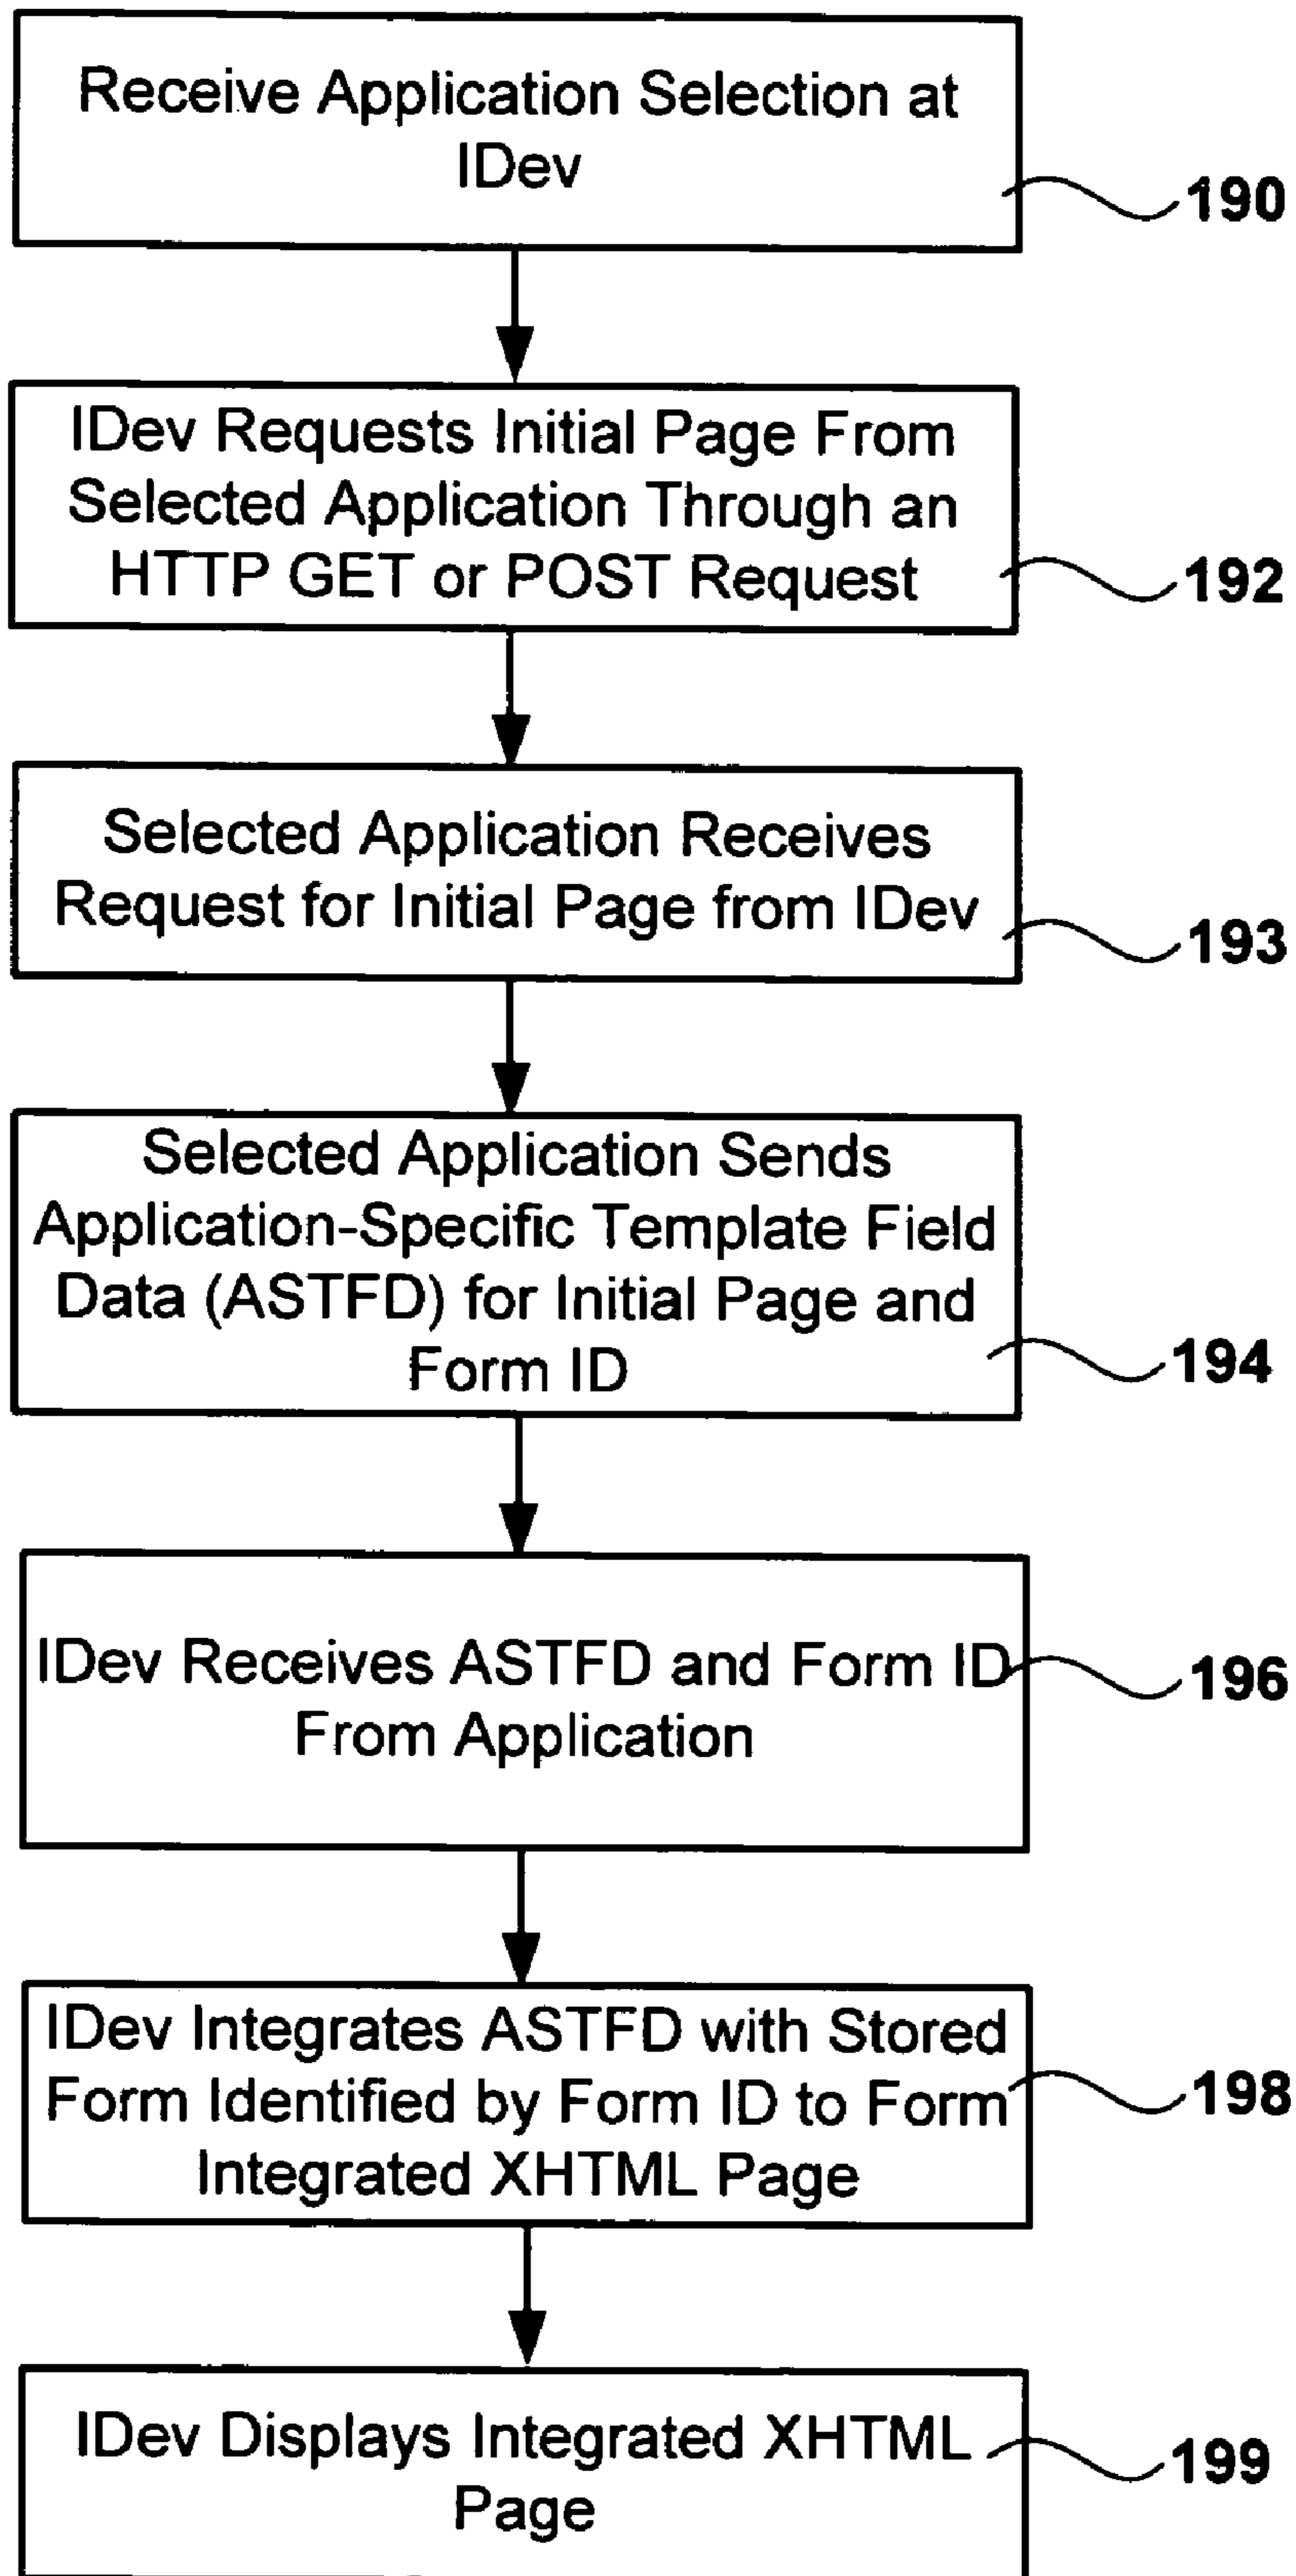 Receive Application Selection at
IDev
190
IDev Requests Initial Page From
Selected Application Through an
HTTP GET or POST Request
192
Selected Application Receives
Request for Initial Page from IDev
193
Selected Application Sends
Application-Specific Template Field
Data (ASTFD) for Initial Page and
Form ID
194
IDev Receives ASTFD and Form ID
From Application
196
IDev Integrates ASTFD with Stored
Form Identified by Form ID to Form
Integrated XHTML Page
198
IDev Displays Integrated XHTML
Page
199